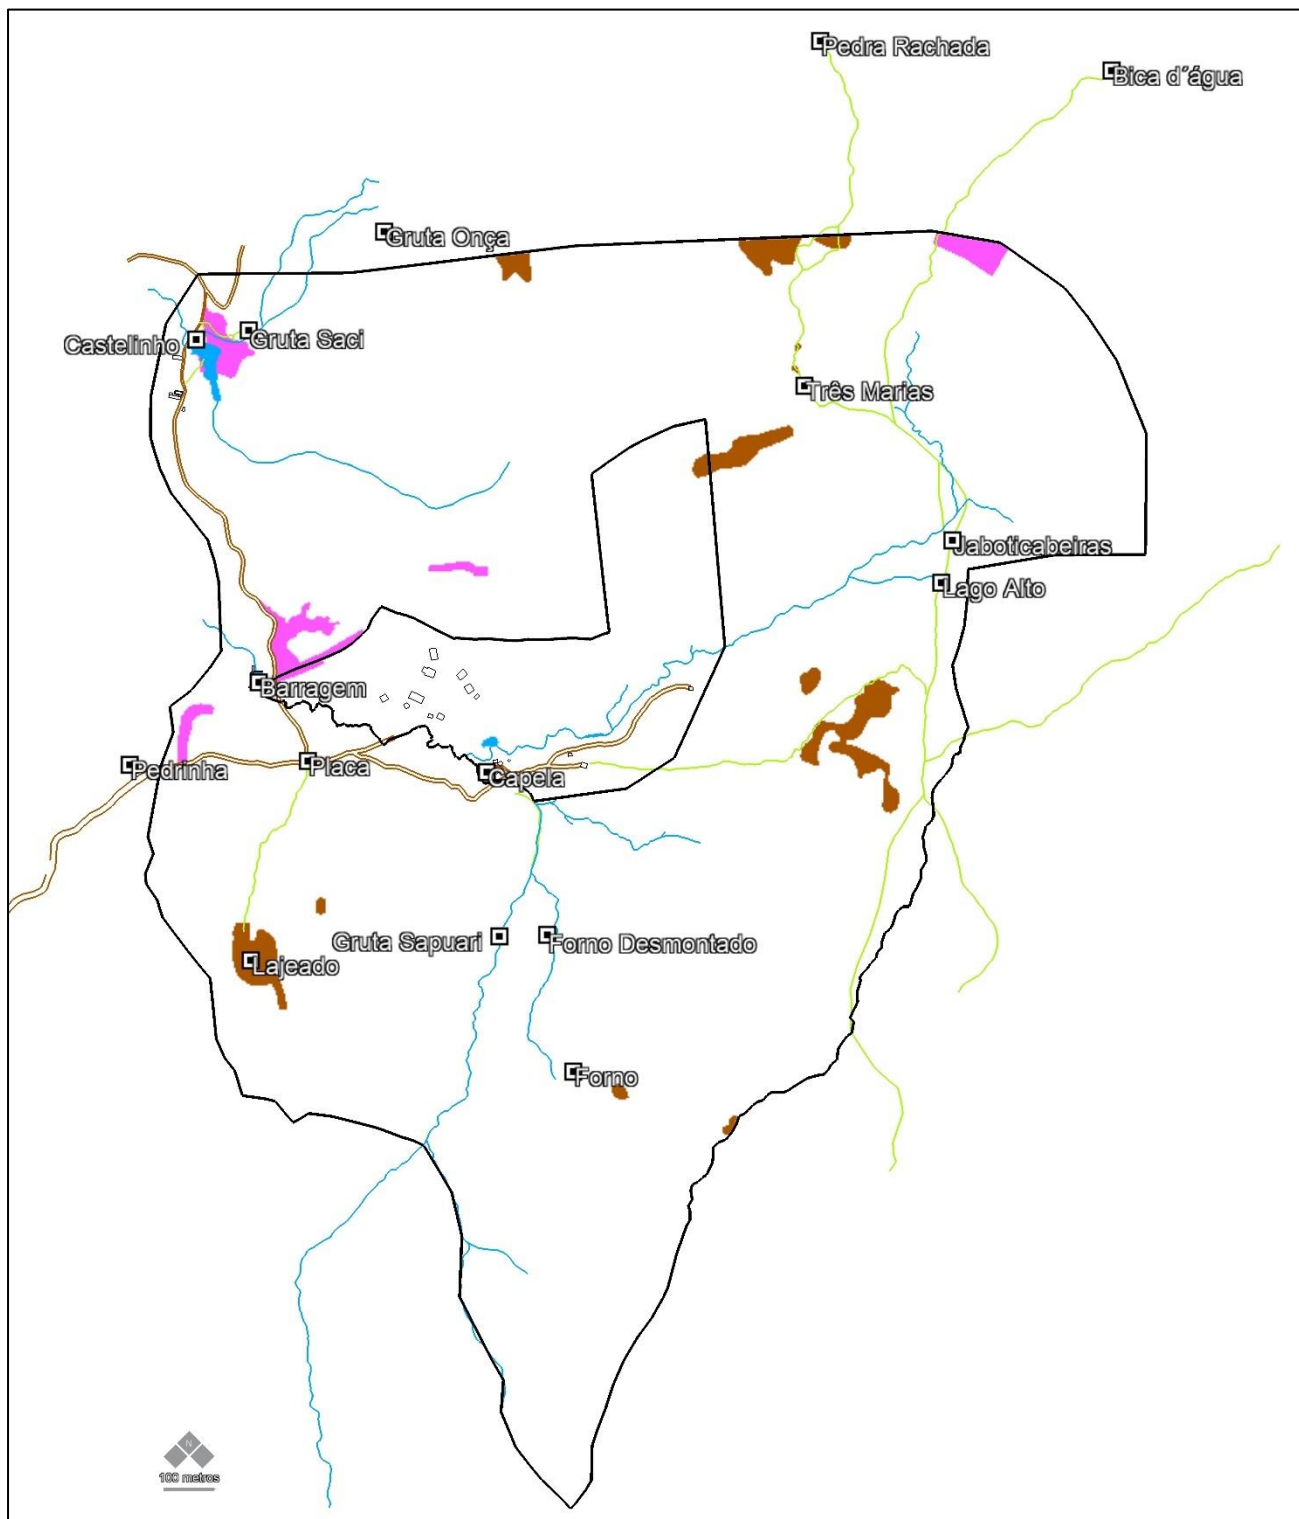 Pedra Rachada
Bica d´água
Gruta Onça
Castelinho
Gruta Saci
Três Marias
Jaboticabeiras
Lago Alto
Barragem
Pedrinha
Placa
Capela
Gruta Sapuari
Forno Desmontado
Lajeado
Forno
N
100 metros